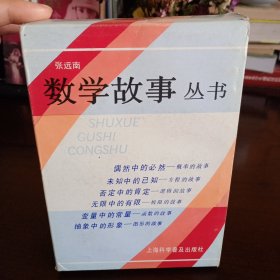 张远南
数学故事 丛书
SHUXUE
GUSHI
CONGSHU
偶然中的必然——概率的故事
未知中的已知——方程的故事
否定中的肯定——逻辑的故事
无限中的有限——极限的故事
变量中的常量——函数的故事
抽象中的形象——图形的故事
上海科学普及出版社